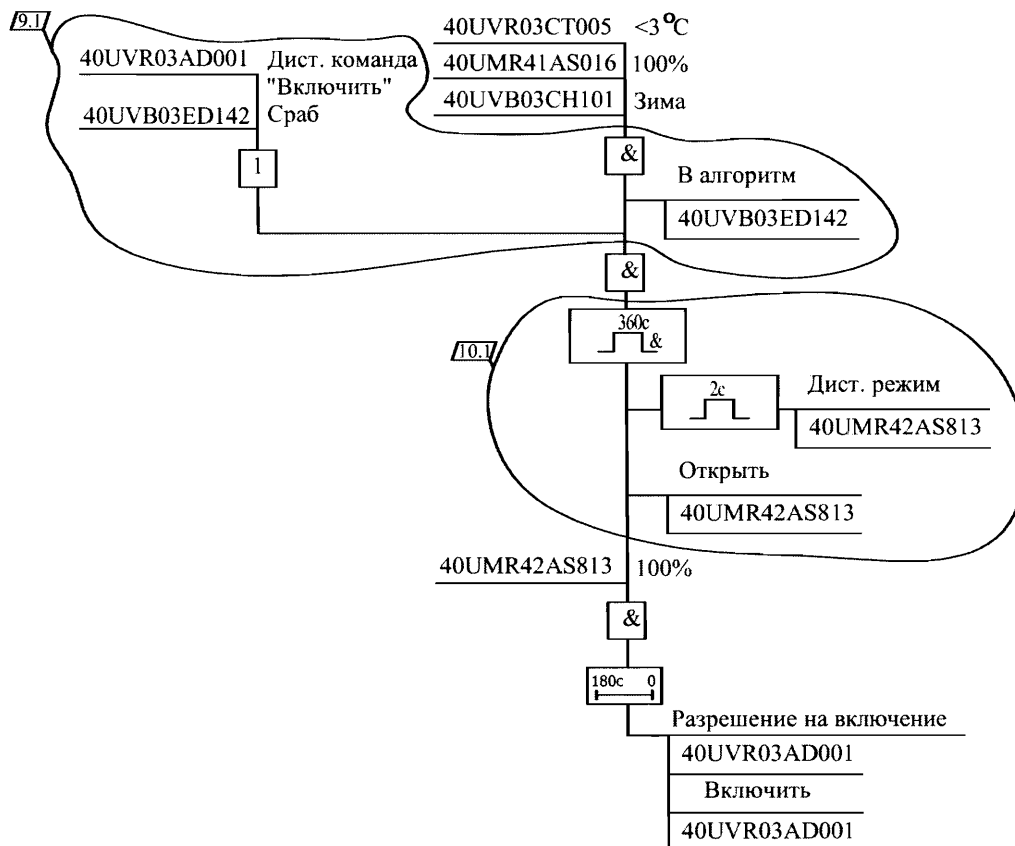 9.1
40UVR03CT005 <3°C
40UVR03AD001 Дист. команда
"Включить"
40UMR41AS016 100%
40UVB03ED142 Сраб
40UVB03CH101 Зима
1
&
В алгоритм
40UVB03ED142
&
360с
&
10.1
2с
Дист. режим
40UMR42AS813
Открыть
40UMR42AS813
40UMR42AS813 100%
&
180с 0
Разрешение на включение
40UVR03AD001
Включить
40UVR03AD001